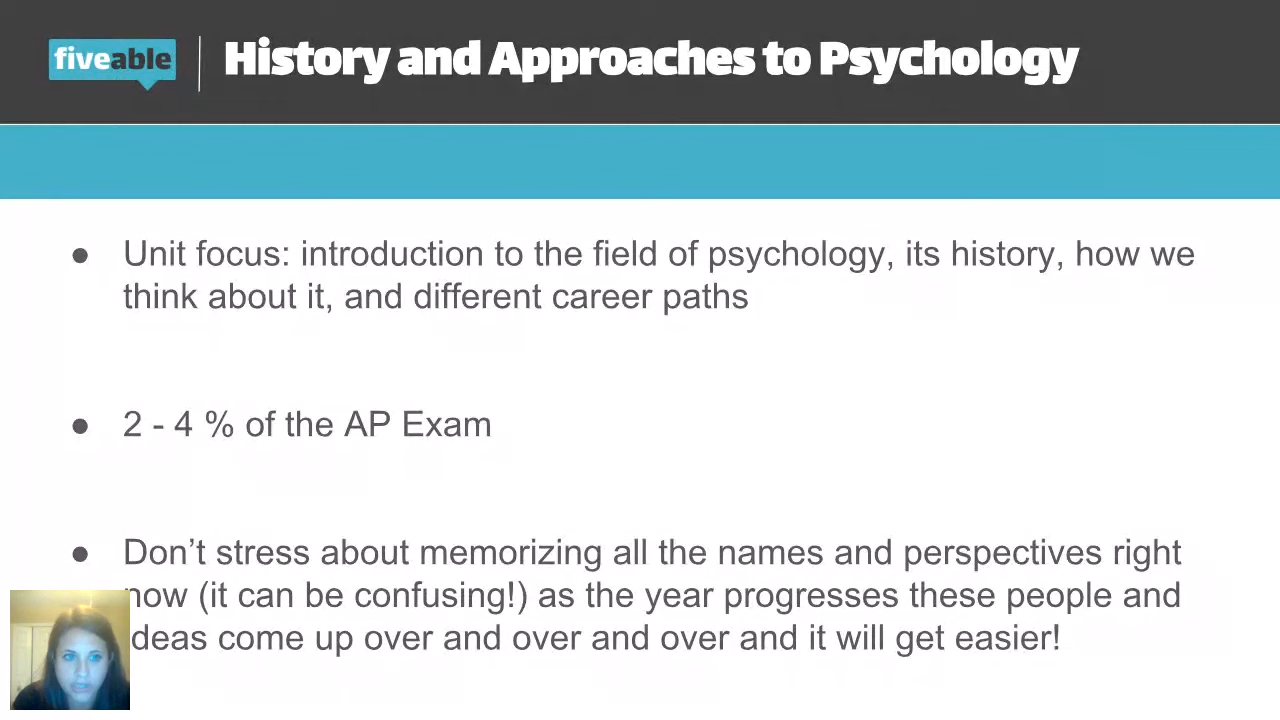 fiveable
History and Approaches to Psychology
● Unit focus: introduction to the field of psychology, its history, how we
think about it, and different career paths
● 2 - 4 % of the AP Exam
● Don’t stress about memorizing all the names and perspectives right
now (it can be confusing!) as the year progresses these people and
ideas come up over and over and over and it will get easier!